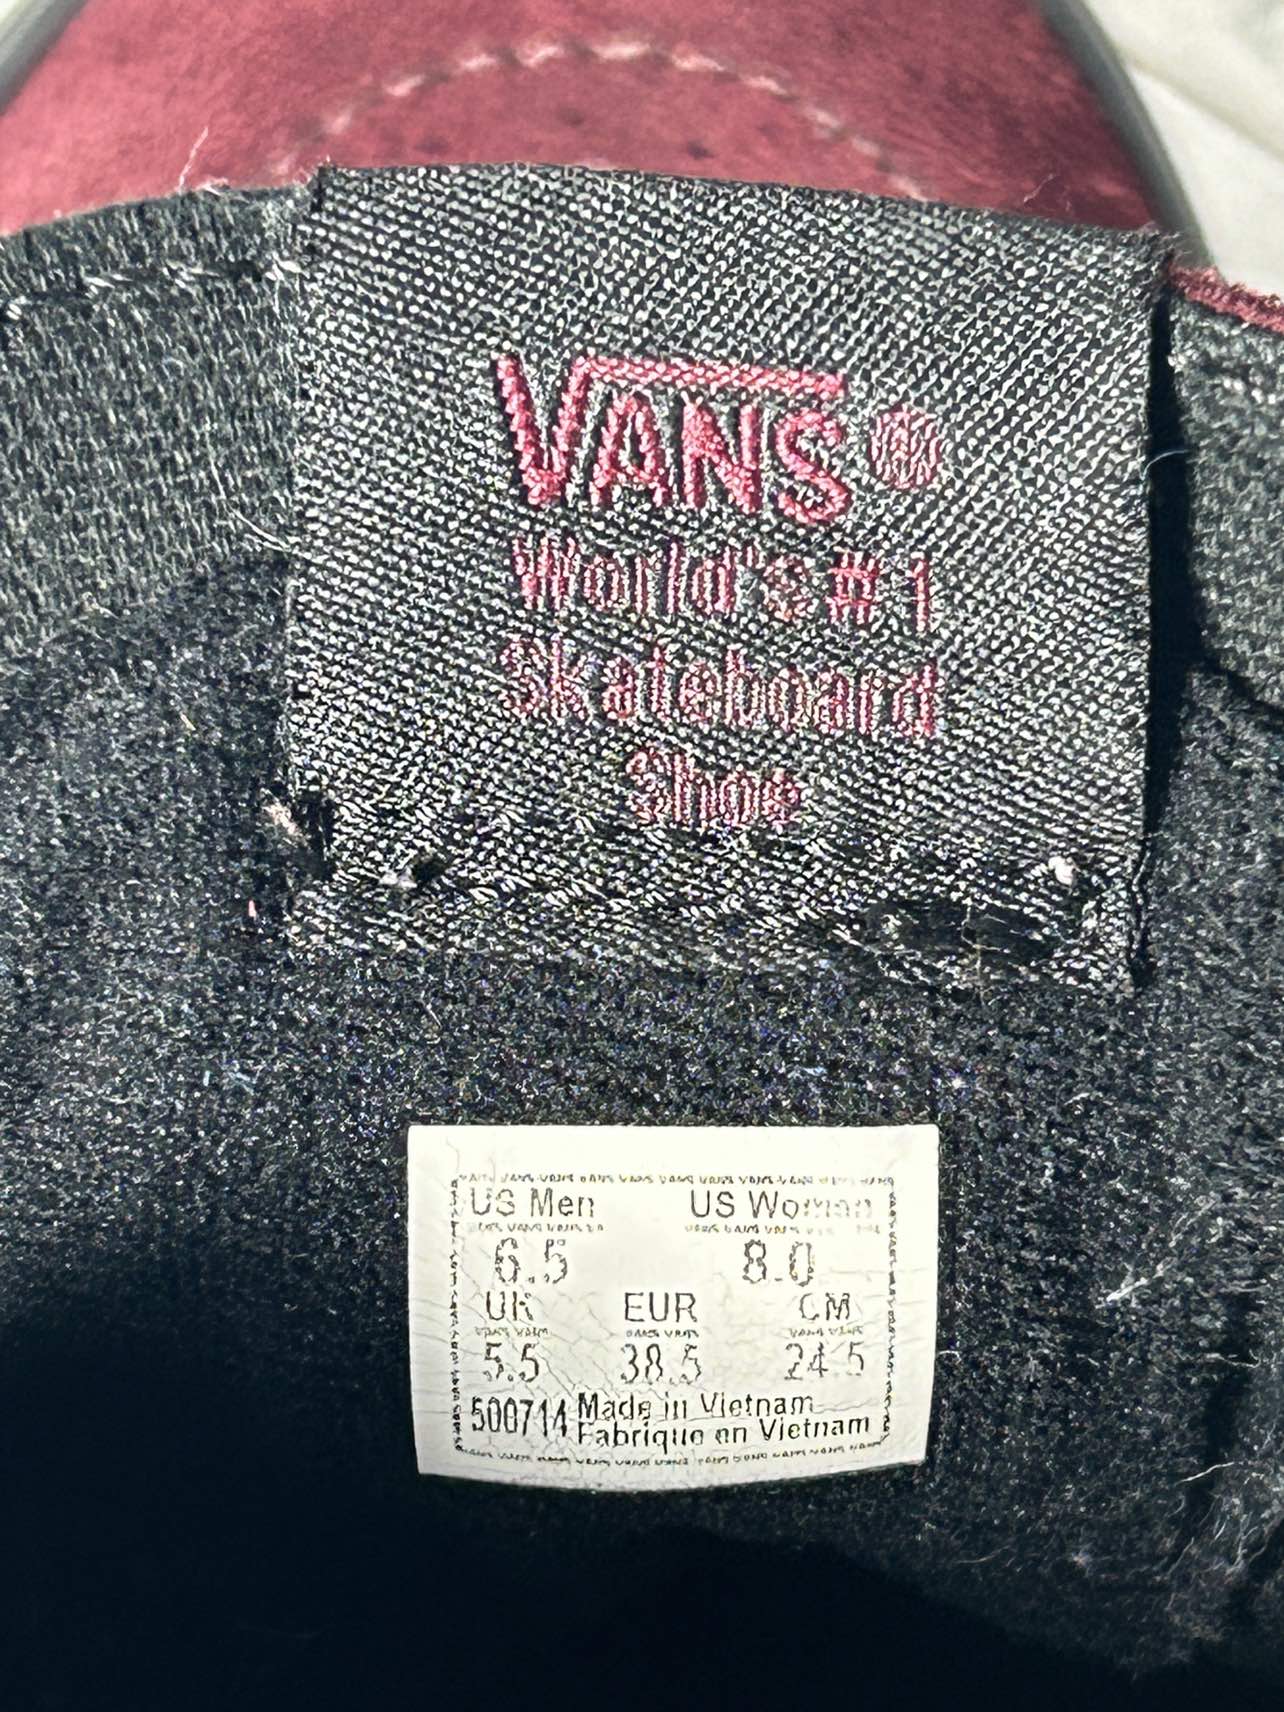 VANS
World's #1
Skateboard
Shoe
US Men US Woman
6.5 8.0
UK EUR CM
5.5 38.5 24.5
500714 Made in Vietnam
Fabrique en Vietnam